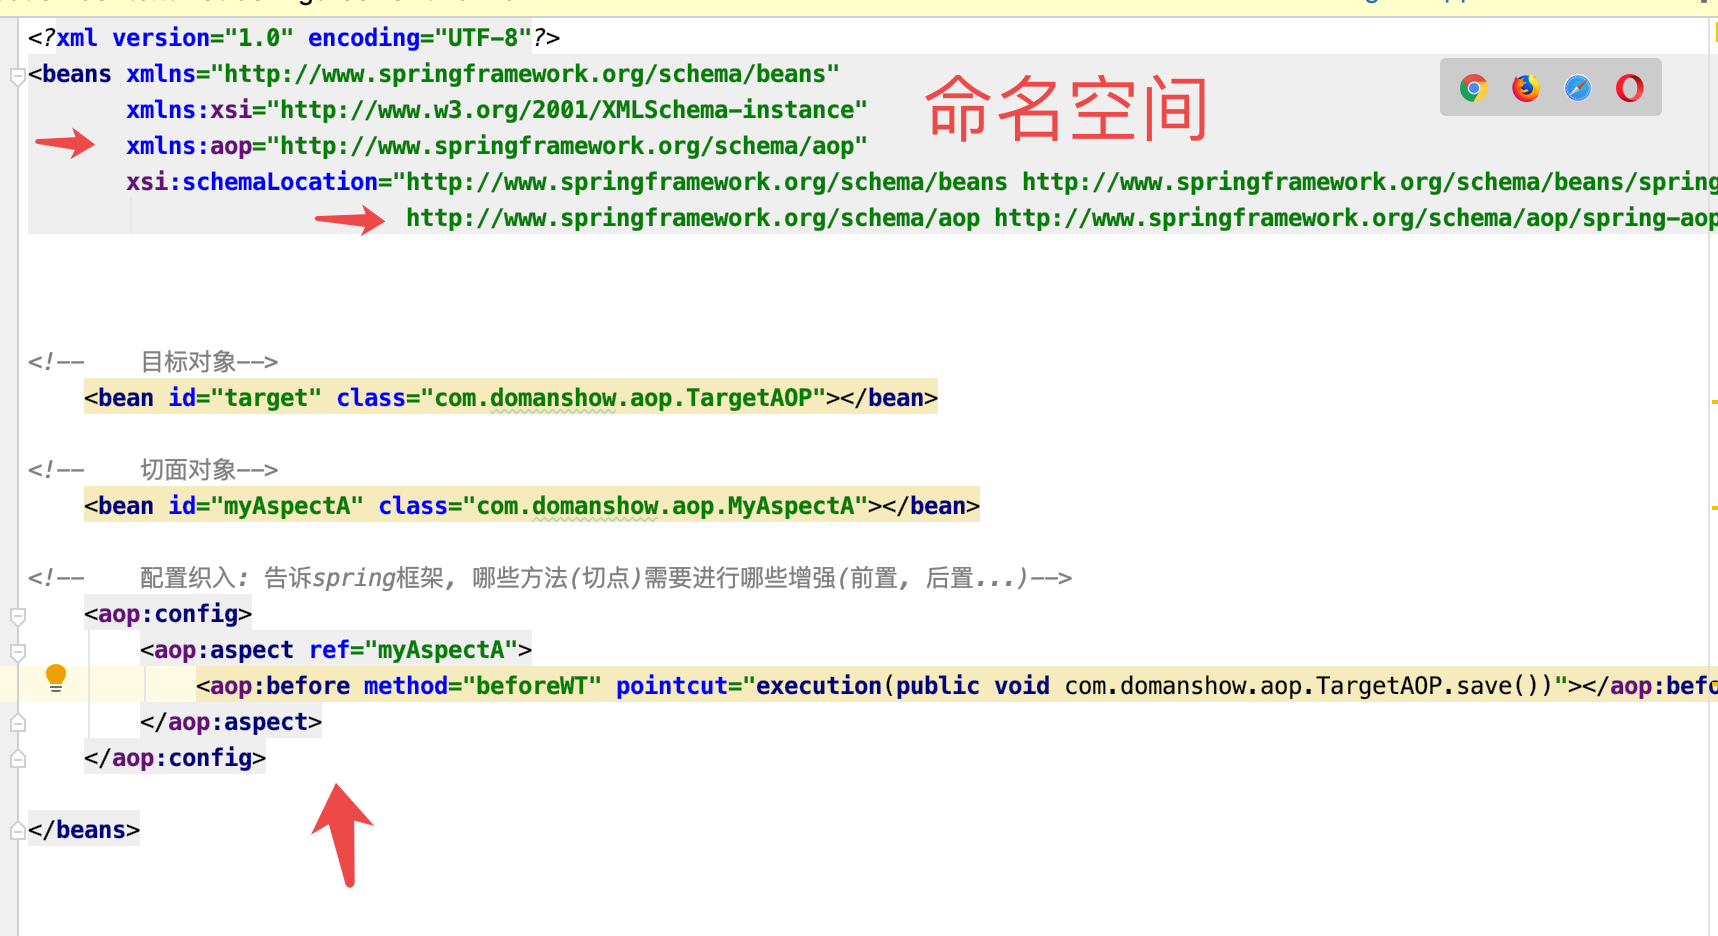 <?xml version="1.0" encoding="UTF-8"?>
<beans xmlns="http://www.springframework.org/schema/beans"
xmlns:xsi="http://www.w3.org/2001/XMLSchema-instance"
命名空间
xmlns:aop="http://www.springframework.org/schema/aop"
xsi:schemaLocation="http://www.springframework.org/schema/beans http://www.springframework.org/schema/beans/spring
http://www.springframework.org/schema/aop http://www.springframework.org/schema/aop/spring-aop
<!-- 目标对象-->
<bean id="target" class="com.domanshow.aop.TargetAOP"></bean>
<!-- 切面对象-->
<bean id="myAspectA" class="com.domanshow.aop.MyAspectA"></bean>
<!-- 配置织入: 告诉spring框架, 哪些方法(切点)需要进行哪些增强(前置, 后置...)-->
<aop:config>
<aop:aspect ref="myAspectA">
<aop:before method="beforeWT" pointcut="execution(public void com.domanshow.aop.TargetAOP.save())"></aop:befo
</aop:aspect>
</aop:config>
</beans>